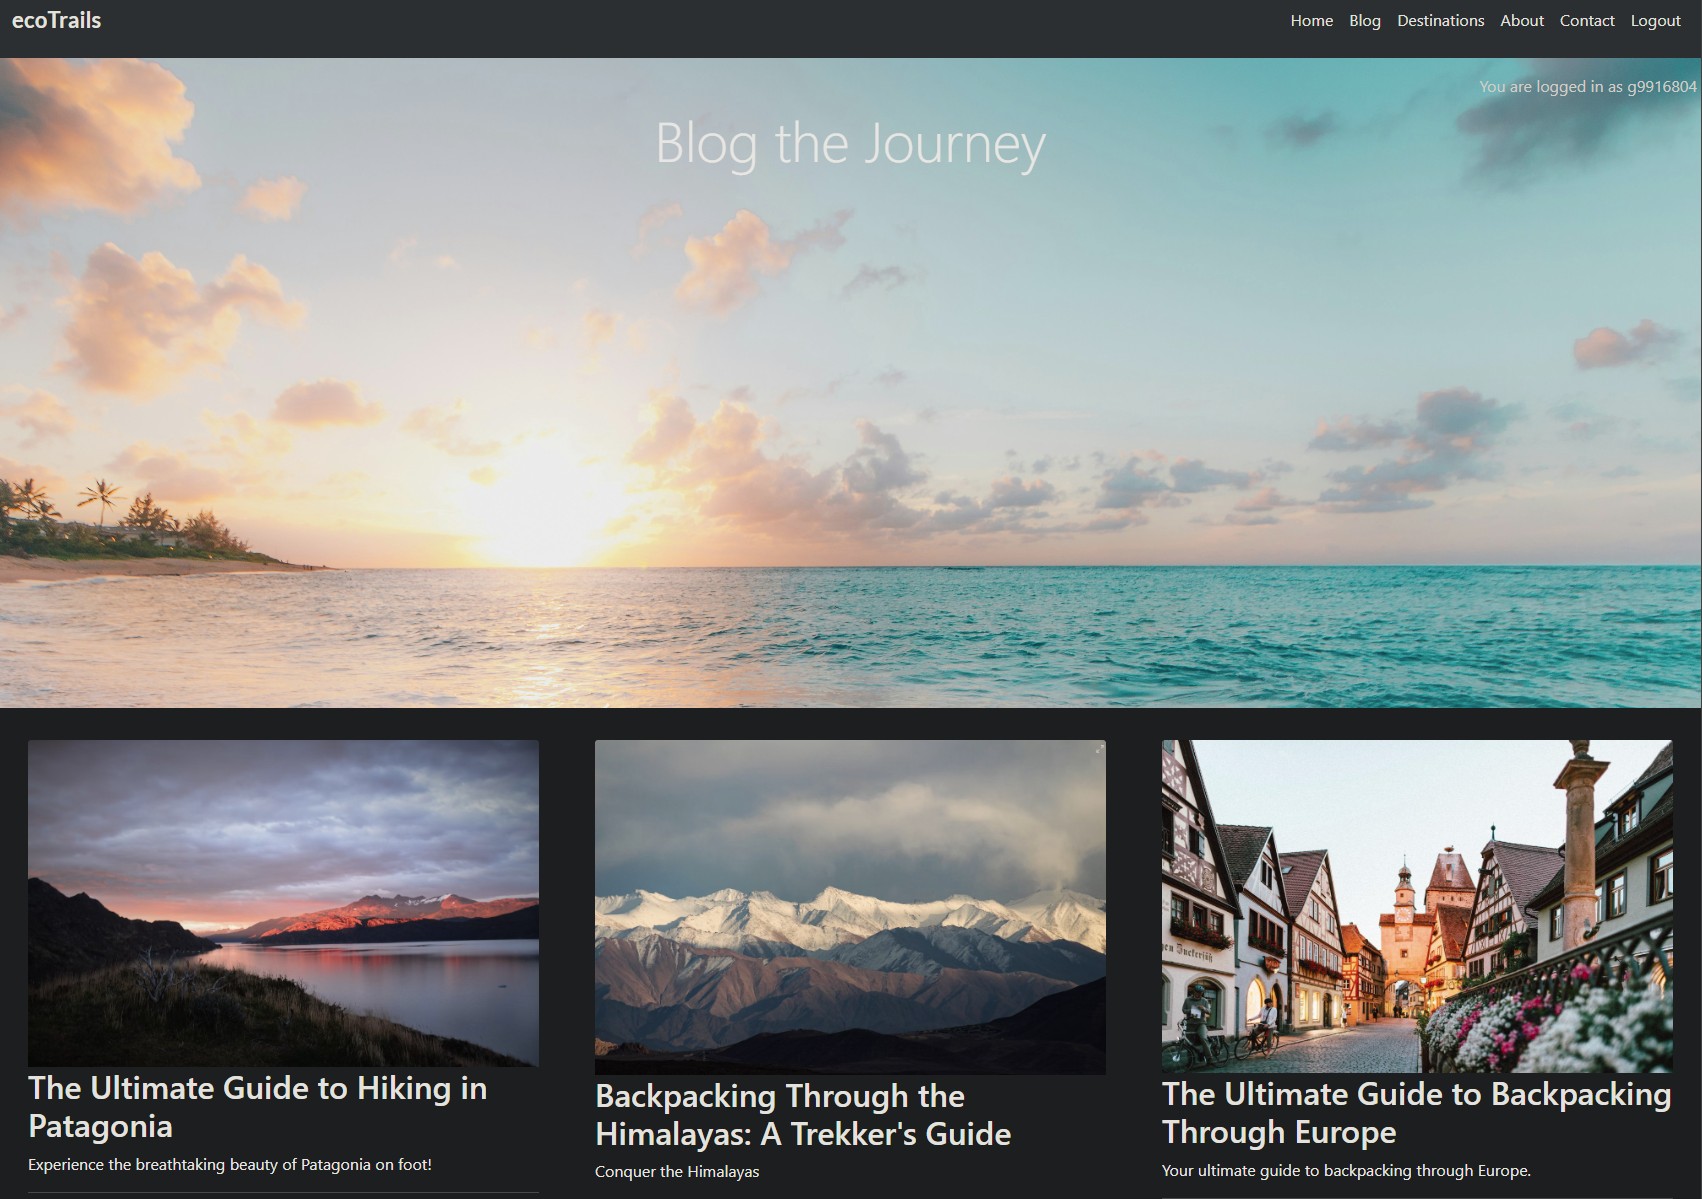 ecoTrails
Home Blog Destinations About Contact Logout
You are logged in as g9916804
Blog the Journey
The Ultimate Guide to Hiking in
Patagonia
Experience the breathtaking beauty of Patagonia on foot!
Backpacking Through the
Himalayas: A Trekker's Guide
Conquer the Himalayas
The Ultimate Guide to Backpacking
Through Europe
Your ultimate guide to backpacking through Europe.